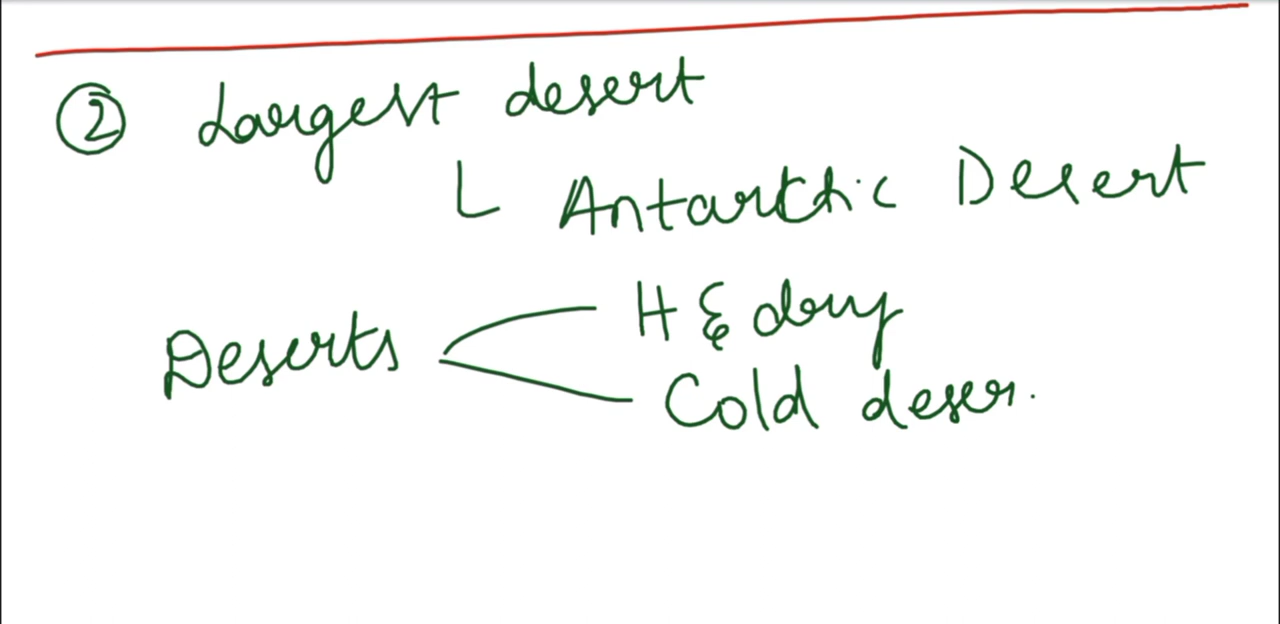 ② Largest desert
Antarctic Desert
Deserts
H & dry
Cold deser.